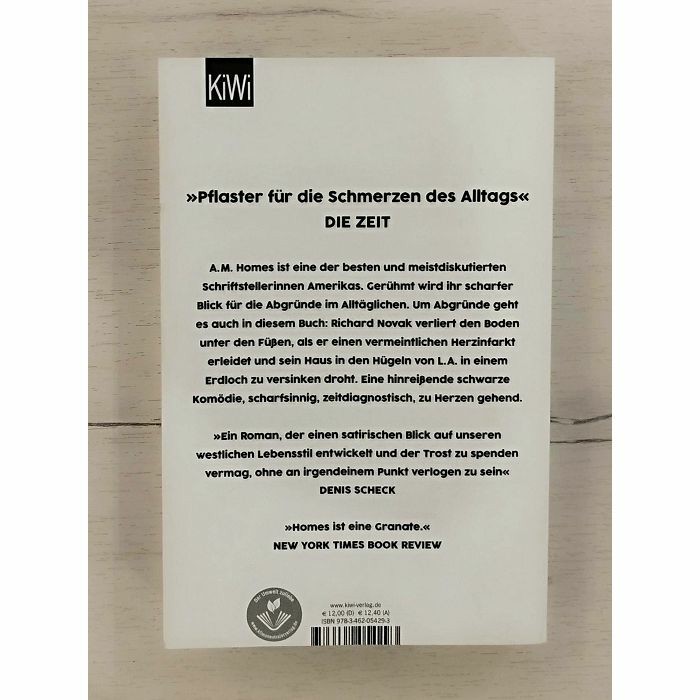 KiWi
»Pflaster für die Schmerzen des Alltags«
DIE ZEIT
A.M. Homes ist eine der besten und meistdiskutierten
Schriftstellerinnen Amerikas. Gerühmt wird ihr scharfer
Blick für die Abgründe im Alltäglichen. Um Abgründe geht
es auch in diesem Buch: Richard Novak verliert den Boden
unter den Füßen, als er einen vermeintlichen Herzinfarkt
erleidet und sein Haus in den Hügeln von L.A. in einem
Erdloch zu versinken droht. Eine hinreißende schwarze
Komödie, scharfsinnig, zeitdiagnostisch, zu Herzen gehend.
»Ein Roman, der einen satirischen Blick auf unseren
westlichen Lebensstil entwickelt und der Trost zu spenden
vermag, ohne an irgendeinem Punkt verlogen zu sein«
DENIS SCHECK
»Homes ist eine Granate.«
NEW YORK TIMES BOOK REVIEW
Der Umwelt zuliebe
www.klimaneutralerverlag.de
www.kiwi-verlag.de
€ 12,00 (D) € 12,40 (A)
ISBN 978-3-462-05429-3